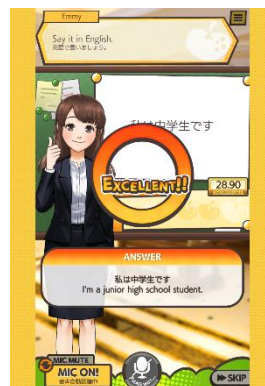 Emmy
Say it in English.
英語で言いましょう。
私は中学生です
EXCELLENT!!
28.90
ANSWER
私は中学生です
I'm a junior high school student.
MIC MUTE
MIC ON!
SKIP